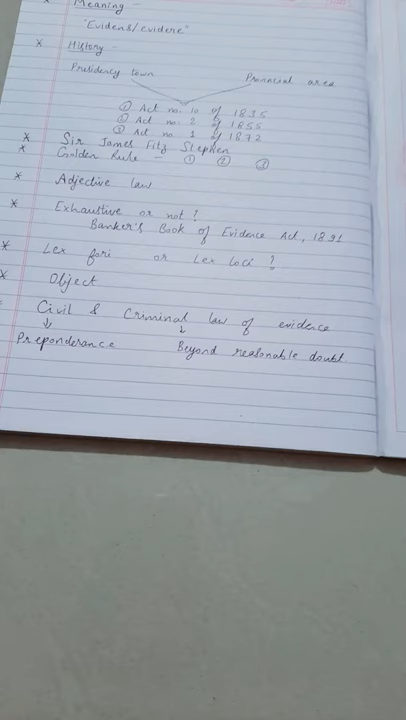 * Meaning -
"Evidens/evidere"
* History -
Presidency town Provincial area
① Act no. 10 of 1835
② Act no. 2 of 1855
③ Act no. 1 of 1872
* Sir James Fitz Stephen
* Golden Rule - ① ② ③
* Adjective law
* Exhaustive or not?
Banker's Book of Evidence Act, 1891
* Lex fori or Lex Loci ?
* Object
Civil & Criminal law of evidence
↓ ↓
Preponderance Beyond reasonable doubt.